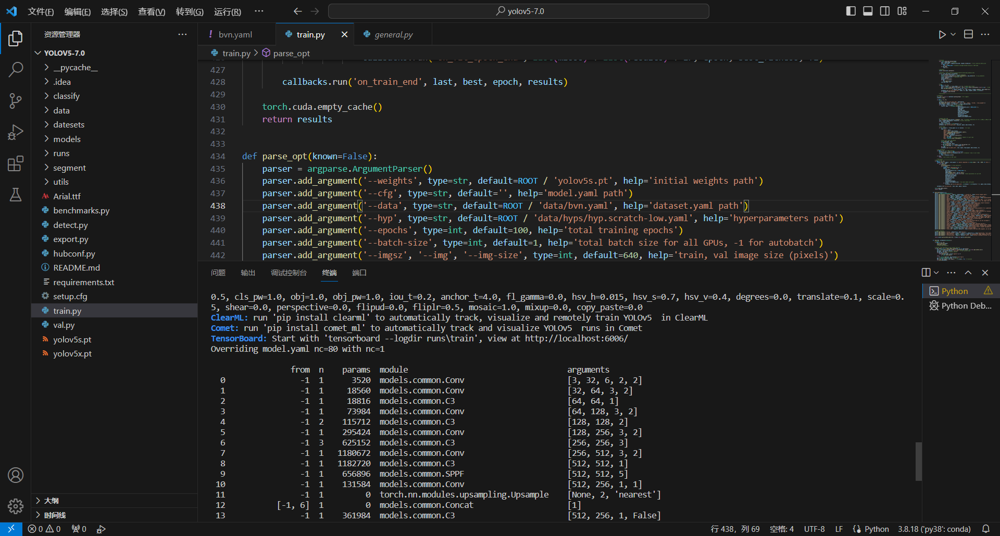 文件(F) 编辑(E) 选择(S) 查看(V) 转到(G) 运行(R) ··· yolov5-7.0
资源管理器
YOLOV5-7.0
__pycache__
.idea
classify
data
datesets
models
runs
segment
utils
Arial.ttf
benchmarks.py
detect.py
export.py
hubconf.py
README.md
requirements.txt
setup.cfg
train.py
val.py
yolov5s.pt
yolov5x.pt
大纲
时间线
! bvn.yaml train.py general.py
train.py > parse_opt
427
428 callbacks.run('on_train_end', last, best, epoch, results)
429
430 torch.cuda.empty_cache()
431 return results
432
433
434 def parse_opt(known=False):
435 parser = argparse.ArgumentParser()
436 parser.add_argument('--weights', type=str, default=ROOT / 'yolov5s.pt', help='initial weights path')
437 parser.add_argument('--cfg', type=str, default='', help='model.yaml path')
438 parser.add_argument('--data', type=str, default=ROOT / 'data/bvn.yaml', help='dataset.yaml path')
439 parser.add_argument('--hyp', type=str, default=ROOT / 'data/hyps/hyp.scratch-low.yaml', help='hyperparameters path')
440 parser.add_argument('--epochs', type=int, default=100, help='total training epochs')
441 parser.add_argument('--batch-size', type=int, default=1, help='total batch size for all GPUs, -1 for autobatch')
442 parser.add_argument('--imgsz', '--img', '--img-size', type=int, default=640, help='train, val image size (pixels)')
问题 输出 调试控制台 终端 端口
0.5, cls_pw=1.0, obj=1.0, obj_pw=1.0, iou_t=0.2, anchor_t=4.0, fl_gamma=0.0, hsv_h=0.015, hsv_s=0.7, hsv_v=0.4, degrees=0.0, translate=0.1, scale=0.
5, shear=0.0, perspective=0.0, flipud=0.0, fliplr=0.5, mosaic=1.0, mixup=0.0, copy_paste=0.0
ClearML: run 'pip install clearml' to automatically track, visualize and remotely train YOLOv5 in ClearML
Comet: run 'pip install comet_ml' to automatically track and visualize YOLOv5 runs in Comet
TensorBoard: Start with 'tensorboard --logdir runs\train', view at http://localhost:6006/
Overriding model.yaml nc=80 with nc=1
from n params module arguments
0 -1 1 3520 models.common.Conv [3, 32, 6, 2, 2]
1 -1 1 18560 models.common.Conv [32, 64, 3, 2]
2 -1 1 18816 models.common.C3 [64, 64, 1]
3 -1 1 73984 models.common.Conv [64, 128, 3, 2]
4 -1 2 115712 models.common.C3 [128, 128, 2]
5 -1 1 295424 models.common.Conv [128, 256, 3, 2]
6 -1 3 625152 models.common.C3 [256, 256, 3]
7 -1 1 1180672 models.common.Conv [256, 512, 3, 2]
8 -1 1 1182720 models.common.C3 [512, 512, 1]
9 -1 1 656896 models.common.SPPF [512, 512, 5]
10 -1 1 131584 models.common.Conv [512, 256, 1, 1]
11 -1 1 0 torch.nn.modules.upsampling.Upsample [None, 2, 'nearest']
12 [-1, 6] 1 0 models.common.Concat [1]
13 -1 1 361984 models.common.C3 [512, 256, 1, False]
Python
Python Deb...
0 0 0 行 438，列 69 空格: 4 UTF-8 LF Python 3.8.18 ('py38': conda)